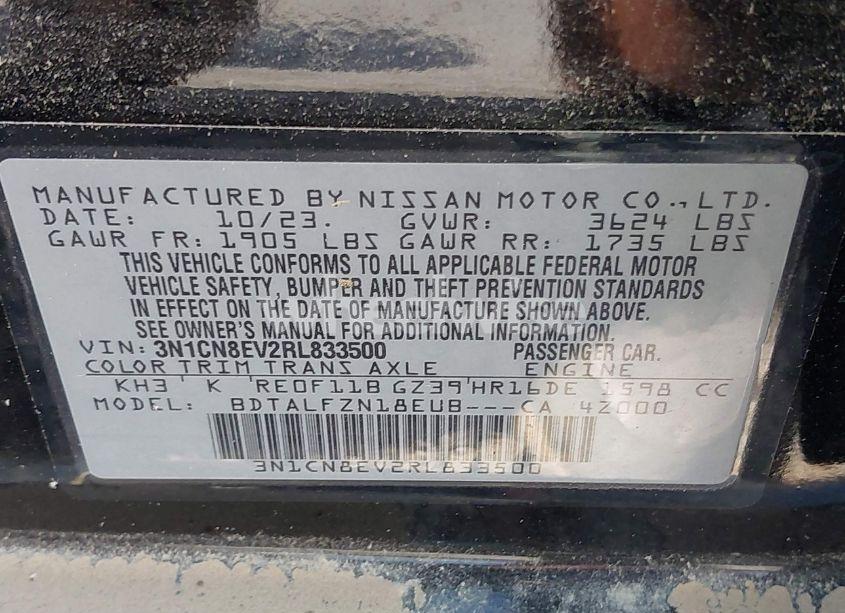 MANUFACTURED BY NISSAN MOTOR CO., LTD.
DATE: 10/23. GVWR: 3624 LBS
GAWR FR: 1905 LBS GAWR RR: 1735 LBS
THIS VEHICLE CONFORMS TO ALL APPLICABLE FEDERAL MOTOR
VEHICLE SAFETY, BUMPER AND THEFT PREVENTION STANDARDS
IN EFFECT ON THE DATE OF MANUFACTURE SHOWN ABOVE.
SEE OWNER'S MANUAL FOR ADDITIONAL INFORMATION
VIN: 3N1CN8EV2RL833500 PASSENGER CAR.
COLOR TRIM TRANS AXLE ENGINE
KH3 K RE0F11B GZ39 HR16DE 1598 CC
MODEL: BDTALFZN18EUB---CA 4Z000
3N1CN8EV2RL833500